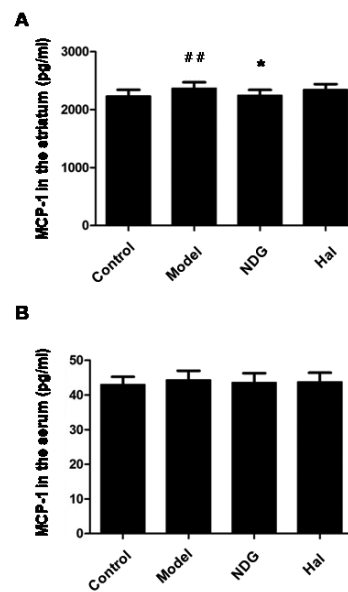 A
MCP-1 in the striatum (pg/ml)
3000
2000
1000
0
##
*
Control
Model
NDG
Hal
B
MCP-1 in the serum (pg/ml)
50
40
30
20
10
0
Control
Model
NDG
Hal